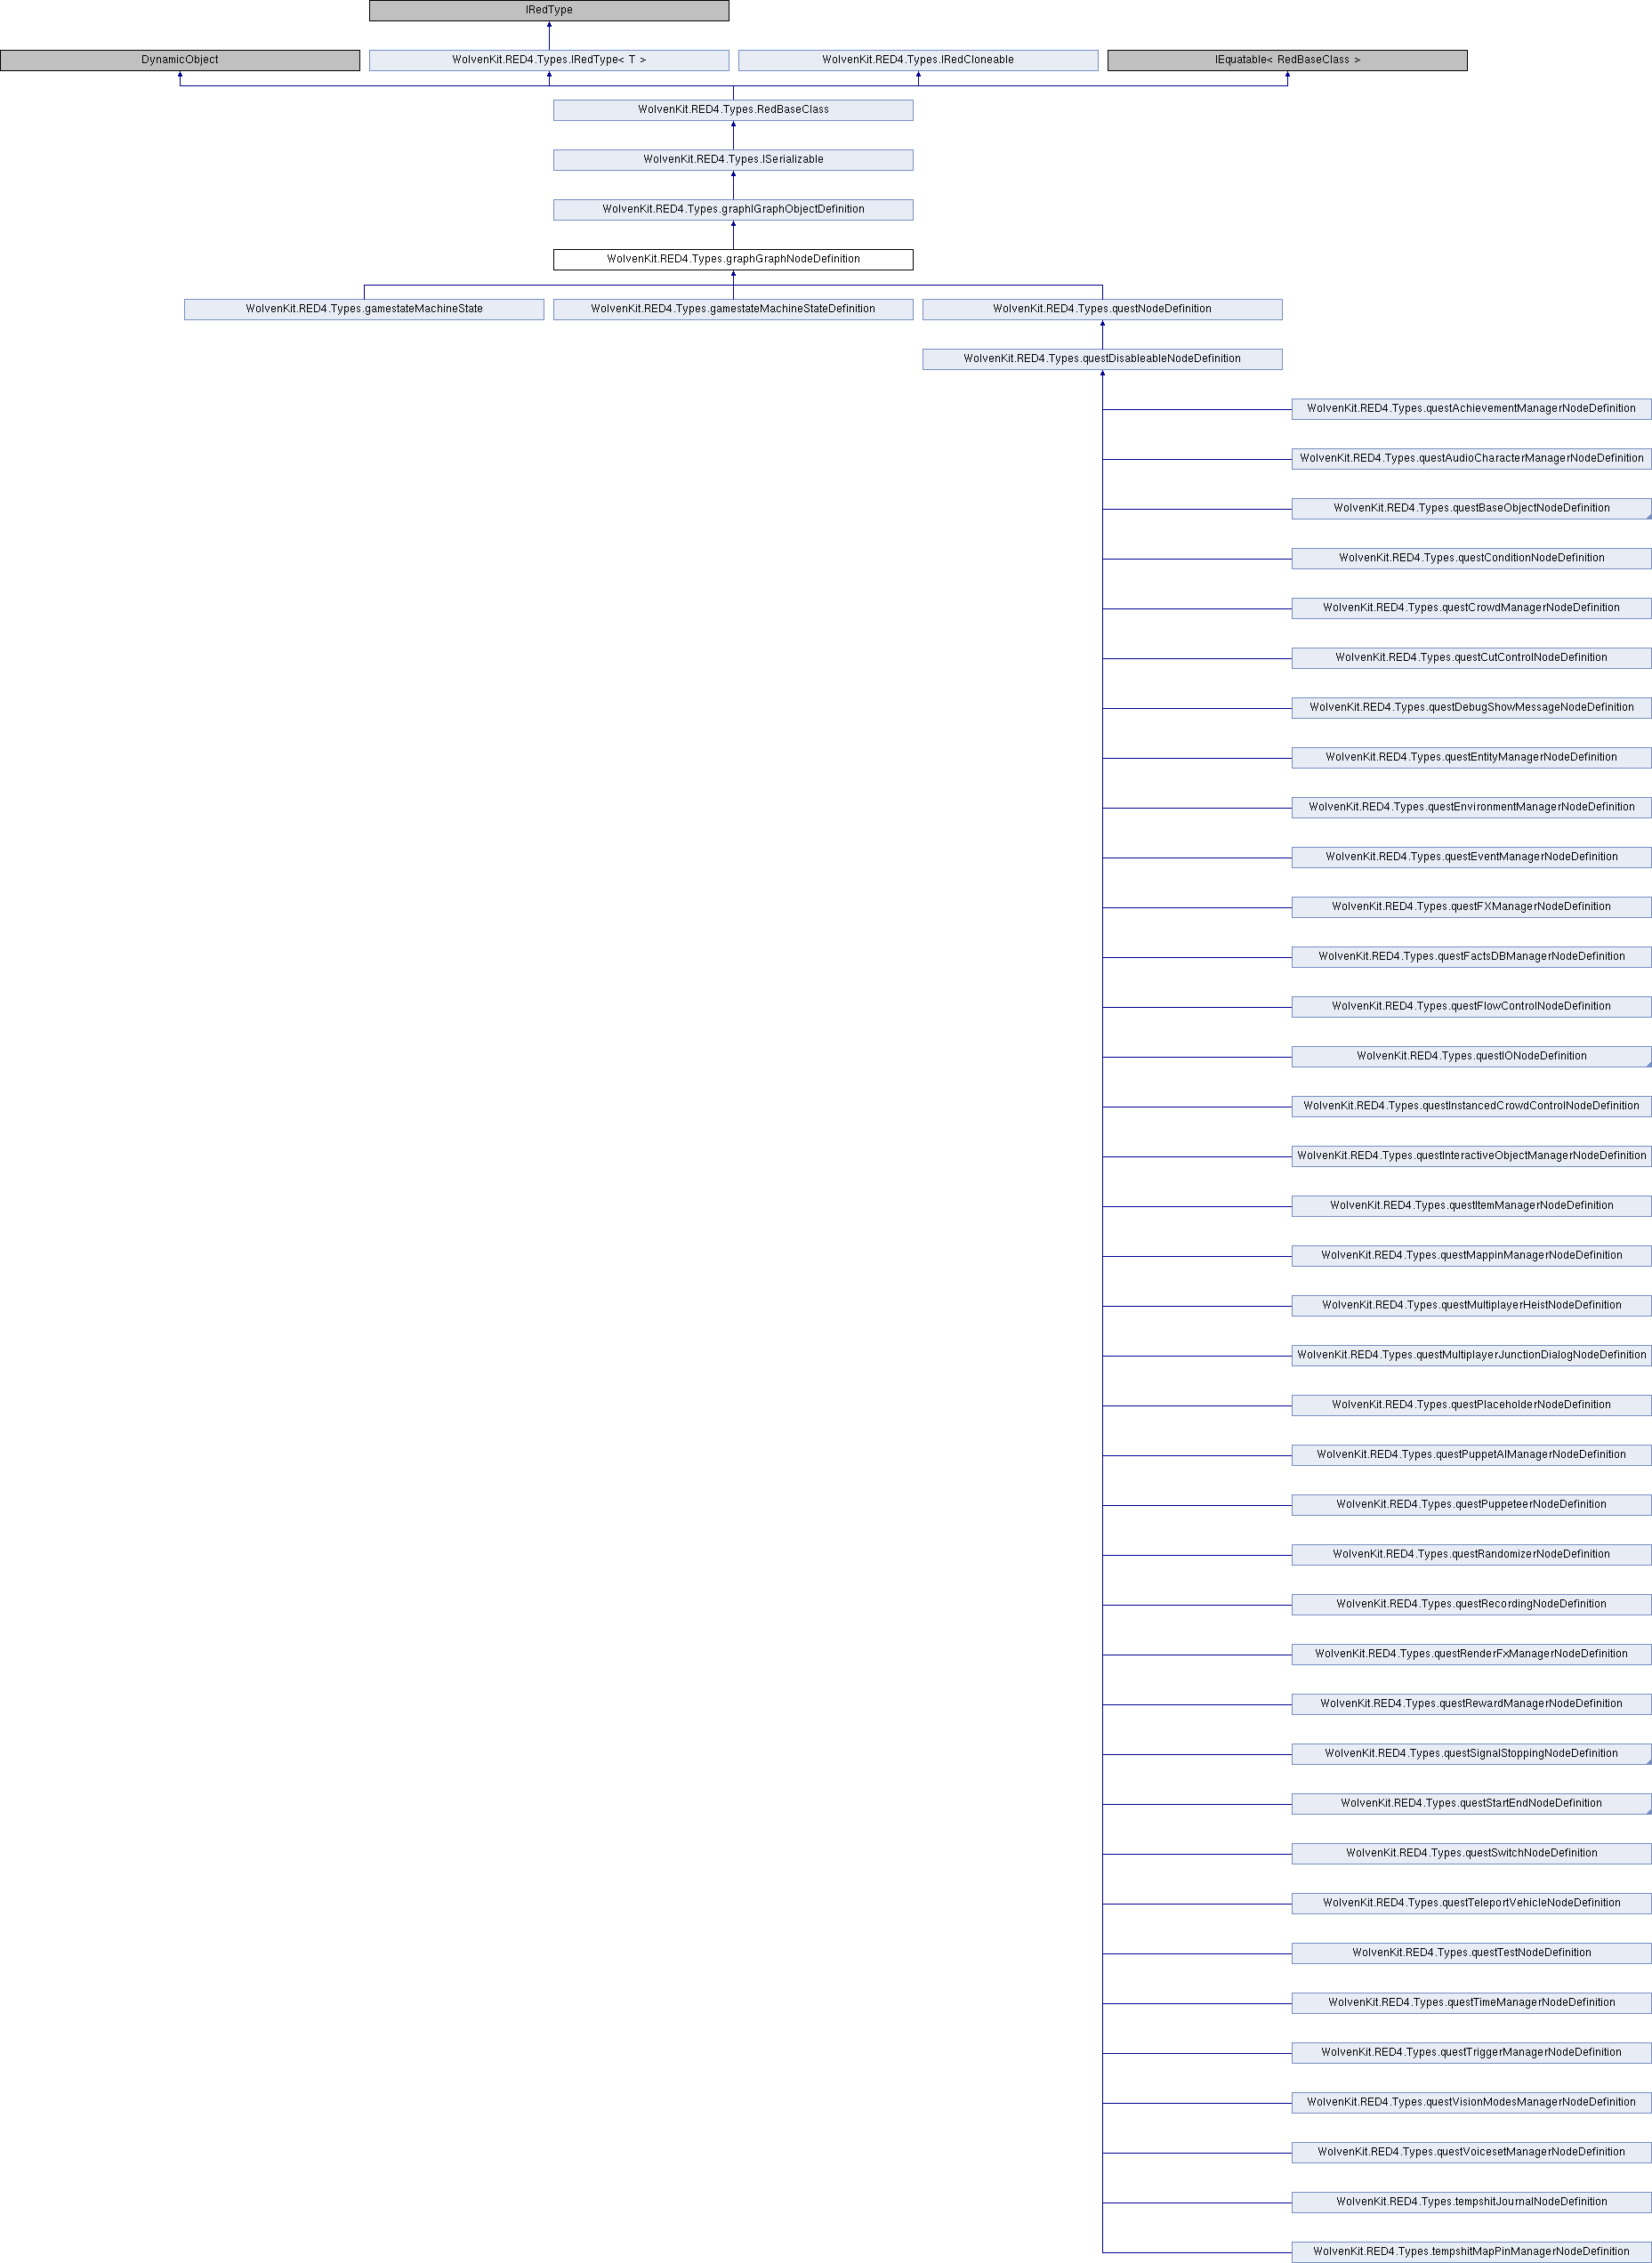 IRedType
DynamicObject
WolvenKit.RED4.Types.IRedType< T >
WolvenKit.RED4.Types.IRedCloneable
IEquatable< RedBaseClass >
WolvenKit.RED4.Types.RedBaseClass
WolvenKit.RED4.Types.ISerializable
WolvenKit.RED4.Types.graphIGraphObjectDefinition
WolvenKit.RED4.Types.graphGraphNodeDefinition
WolvenKit.RED4.Types.gamestateMachineState
WolvenKit.RED4.Types.gamestateMachineStateDefinition
WolvenKit.RED4.Types.questNodeDefinition
WolvenKit.RED4.Types.questDisableableNodeDefinition
WolvenKit.RED4.Types.questAchievementManagerNodeDefinition
WolvenKit.RED4.Types.questAudioCharacterManagerNodeDefinition
WolvenKit.RED4.Types.questBaseObjectNodeDefinition
WolvenKit.RED4.Types.questConditionNodeDefinition
WolvenKit.RED4.Types.questCrowdManagerNodeDefinition
WolvenKit.RED4.Types.questCutControlNodeDefinition
WolvenKit.RED4.Types.questDebugShowMessageNodeDefinition
WolvenKit.RED4.Types.questEntityManagerNodeDefinition
WolvenKit.RED4.Types.questEnvironmentManagerNodeDefinition
WolvenKit.RED4.Types.questEventManagerNodeDefinition
WolvenKit.RED4.Types.questFXManagerNodeDefinition
WolvenKit.RED4.Types.questFactsDBManagerNodeDefinition
WolvenKit.RED4.Types.questFlowControlNodeDefinition
WolvenKit.RED4.Types.questIONodeDefinition
WolvenKit.RED4.Types.questInstancedCrowdControlNodeDefinition
WolvenKit.RED4.Types.questInteractiveObjectManagerNodeDefinition
WolvenKit.RED4.Types.questItemManagerNodeDefinition
WolvenKit.RED4.Types.questMappinManagerNodeDefinition
WolvenKit.RED4.Types.questMultiplayerHeistNodeDefinition
WolvenKit.RED4.Types.questMultiplayerJunctionDialogNodeDefinition
WolvenKit.RED4.Types.questPlaceholderNodeDefinition
WolvenKit.RED4.Types.questPuppetAIManagerNodeDefinition
WolvenKit.RED4.Types.questPuppeteerNodeDefinition
WolvenKit.RED4.Types.questRandomizerNodeDefinition
WolvenKit.RED4.Types.questRecordingNodeDefinition
WolvenKit.RED4.Types.questRenderFxManagerNodeDefinition
WolvenKit.RED4.Types.questRewardManagerNodeDefinition
WolvenKit.RED4.Types.questSignalStoppingNodeDefinition
WolvenKit.RED4.Types.questStartEndNodeDefinition
WolvenKit.RED4.Types.questSwitchNodeDefinition
WolvenKit.RED4.Types.questTeleportVehicleNodeDefinition
WolvenKit.RED4.Types.questTestNodeDefinition
WolvenKit.RED4.Types.questTimeManagerNodeDefinition
WolvenKit.RED4.Types.questTriggerManagerNodeDefinition
WolvenKit.RED4.Types.questVisionModesManagerNodeDefinition
WolvenKit.RED4.Types.questVoicesetManagerNodeDefinition
WolvenKit.RED4.Types.tempshitJournalNodeDefinition
WolvenKit.RED4.Types.tempshitMapPinManagerNodeDefinition